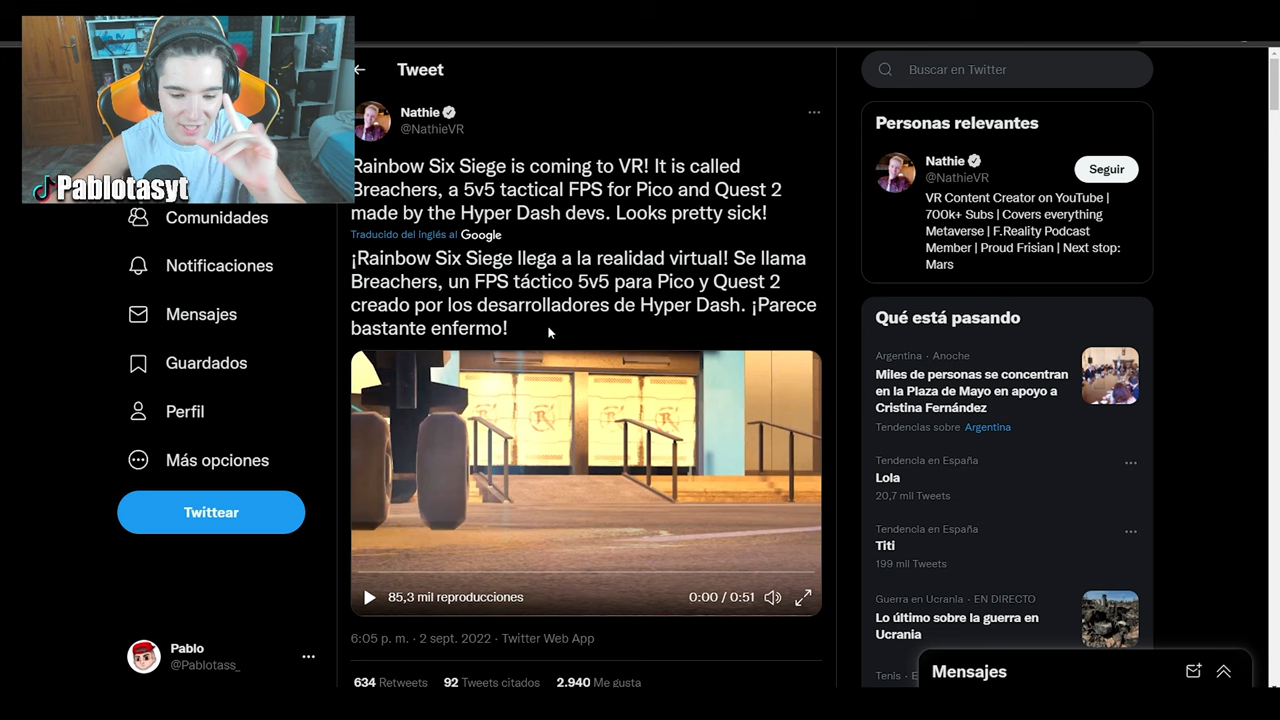 Pablotasyt
Comunidades
Notificaciones
Mensajes
Guardados
Perfil
Más opciones
Twittear
Pablo
@Pablotass_
Tweet
Nathie
@NathieVR
Rainbow Six Siege is coming to VR! It is called
Breachers, a 5v5 tactical FPS for Pico and Quest 2
made by the Hyper Dash devs. Looks pretty sick!
Traducido del inglés al Google
¡Rainbow Six Siege llega a la realidad virtual! Se llama
Breachers, un FPS táctico 5v5 para Pico y Quest 2
creado por los desarrolladores de Hyper Dash. ¡Parece
bastante enfermo!
85,3 mil reproducciones
0:00 / 0:51
6:05 p. m. · 2 sept. 2022 · Twitter Web App
634 Retweets 92 Tweets citados 2.940 Me gusta
Buscar en Twitter
Personas relevantes
Nathie
@NathieVR
Seguir
VR Content Creator on YouTube |
700k+ Subs | Covers everything
Metaverse | F.Reality Podcast
Member | Proud Frisian | Next stop:
Mars
Qué está pasando
Argentina · Anoche
Miles de personas se concentran
en la Plaza de Mayo en apoyo a
Cristina Fernández
Tendencias sobre Argentina
Tendencia en España
Lola
20,7 mil Tweets
Tendencia en España
Titi
199 mil Tweets
Guerra en Ucrania · EN DIRECTO
Lo último sobre la guerra en
Ucrania
Tenis · E
Mensajes